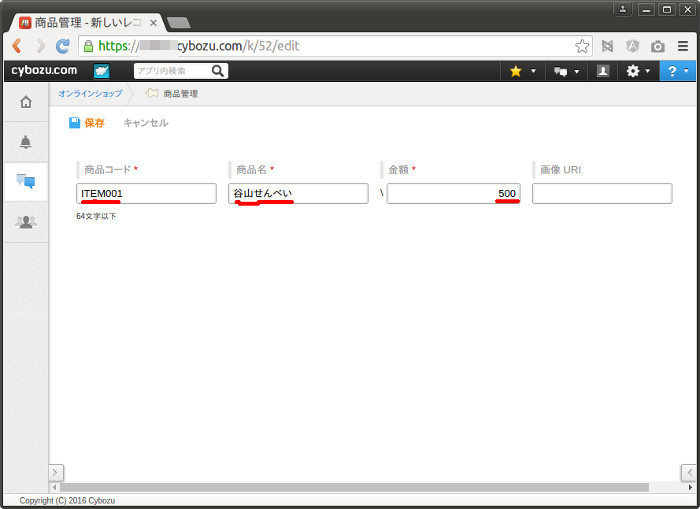 商品管理 - 新しいレコ
https://cybozu.com/k/52/edit
cybozu.com アプリ内検索 ?
オンラインショップ 商品管理
保存 キャンセル
商品コード * 商品名 * 金額 * 画像 URI
ITEM001 谷山せんべい \ 500
64文字以下
Copyright (C) 2016 Cybozu